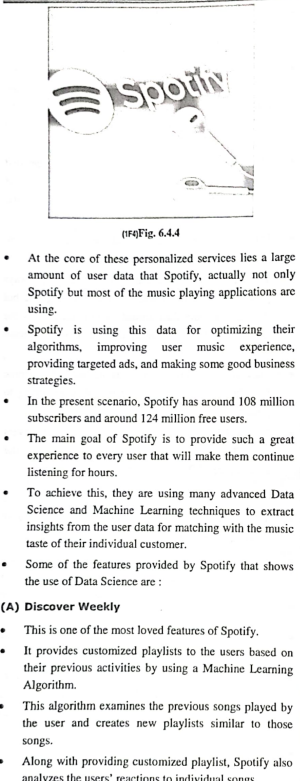 Spotify
(1F4)Fig. 6.4.4
• At the core of these personalized services lies a large
amount of user data that Spotify, actually not only
Spotify but most of the music playing applications are
using.
• Spotify is using this data for optimizing their
algorithms, improving user music experience,
providing targeted ads, and making some good business
strategies.
• In the present scenario, Spotify has around 108 million
subscribers and around 124 million free users.
• The main goal of Spotify is to provide such a great
experience to every user that will make them continue
listening for hours.
• To achieve this, they are using many advanced Data
Science and Machine Learning techniques to extract
insights from the user data for matching with the music
taste of their individual customer.
• Some of the features provided by Spotify that shows
the use of Data Science are :
(A) Discover Weekly
• This is one of the most loved features of Spotify.
• It provides customized playlists to the users based on
their previous activities by using a Machine Learning
Algorithm.
• This algorithm examines the previous songs played by
the user and creates new playlists similar to those
songs.
• Along with providing customized playlist, Spotify also
analyzes the users' reactions to individual songs